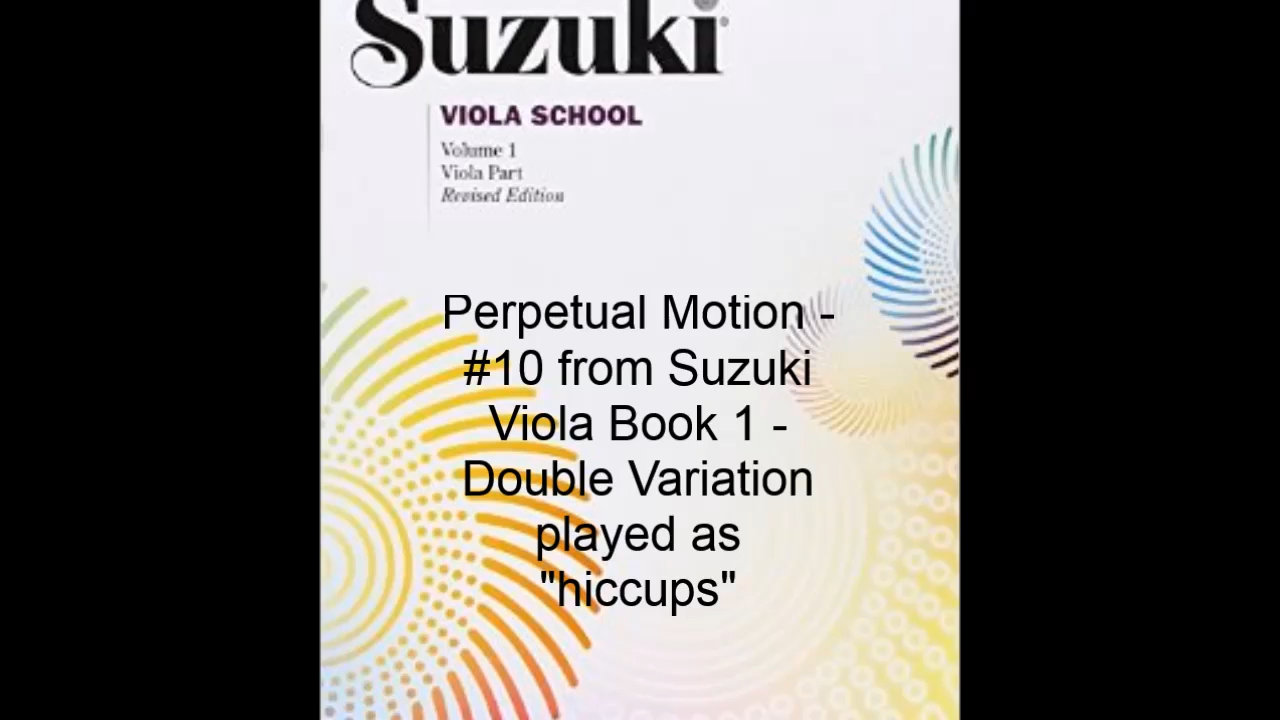 Suzuki®
VIOLA SCHOOL
Volume 1
Viola Part
Revised Edition
Perpetual Motion -
#10 from Suzuki
Viola Book 1 -
Double Variation
played as
"hiccups"